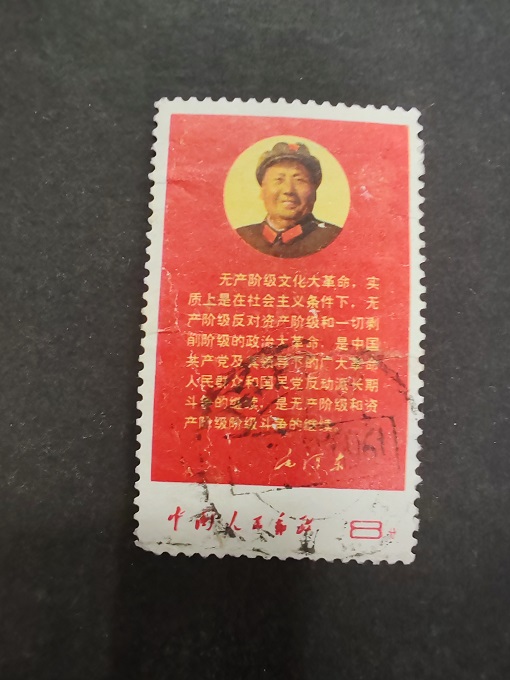 无产阶级文化大革命，实
质上是在社会主义条件下，无
产阶级反对资产阶级和一切剥
削阶级的政治大革命，是中国
共产党及其领导下的广大革命
人民群众和国民党反动派长期
斗争的继续，是无产阶级和资
产阶级阶级斗争的继续。
毛泽东
中国人民邮政 8分